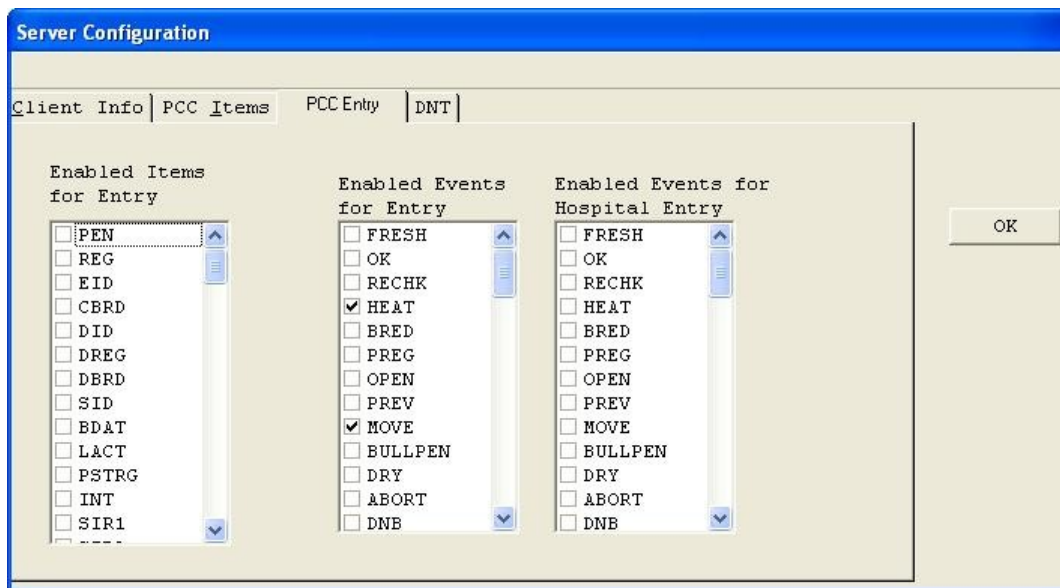 Server Configuration
Client Info
PCC Items
PCC Entry
DNT
Enabled Items
for Entry
PEN
REG
EID
CBRD
DID
DREG
DBRD
SID
BDAT
LACT
PSTRG
INT
SIR1
Enabled Events
for Entry
FRESH
OK
RECHK
HEAT
BRED
PREG
OPEN
PREV
MOVE
BULLPEN
DRY
ABORT
DNB
Enabled Events for
Hospital Entry
FRESH
OK
RECHK
HEAT
BRED
PREG
OPEN
PREV
MOVE
BULLPEN
DRY
ABORT
DNB
OK